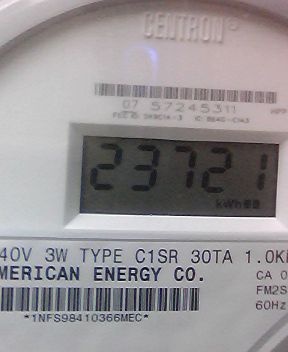 CENTRON®
07 57245311
23721
kWh
40V 3W TYPE C1SR 30TA 1.0K
MERICAN ENERGY CO.
CA 0
FM2S
60Hz
*1NFS98410366MEC*